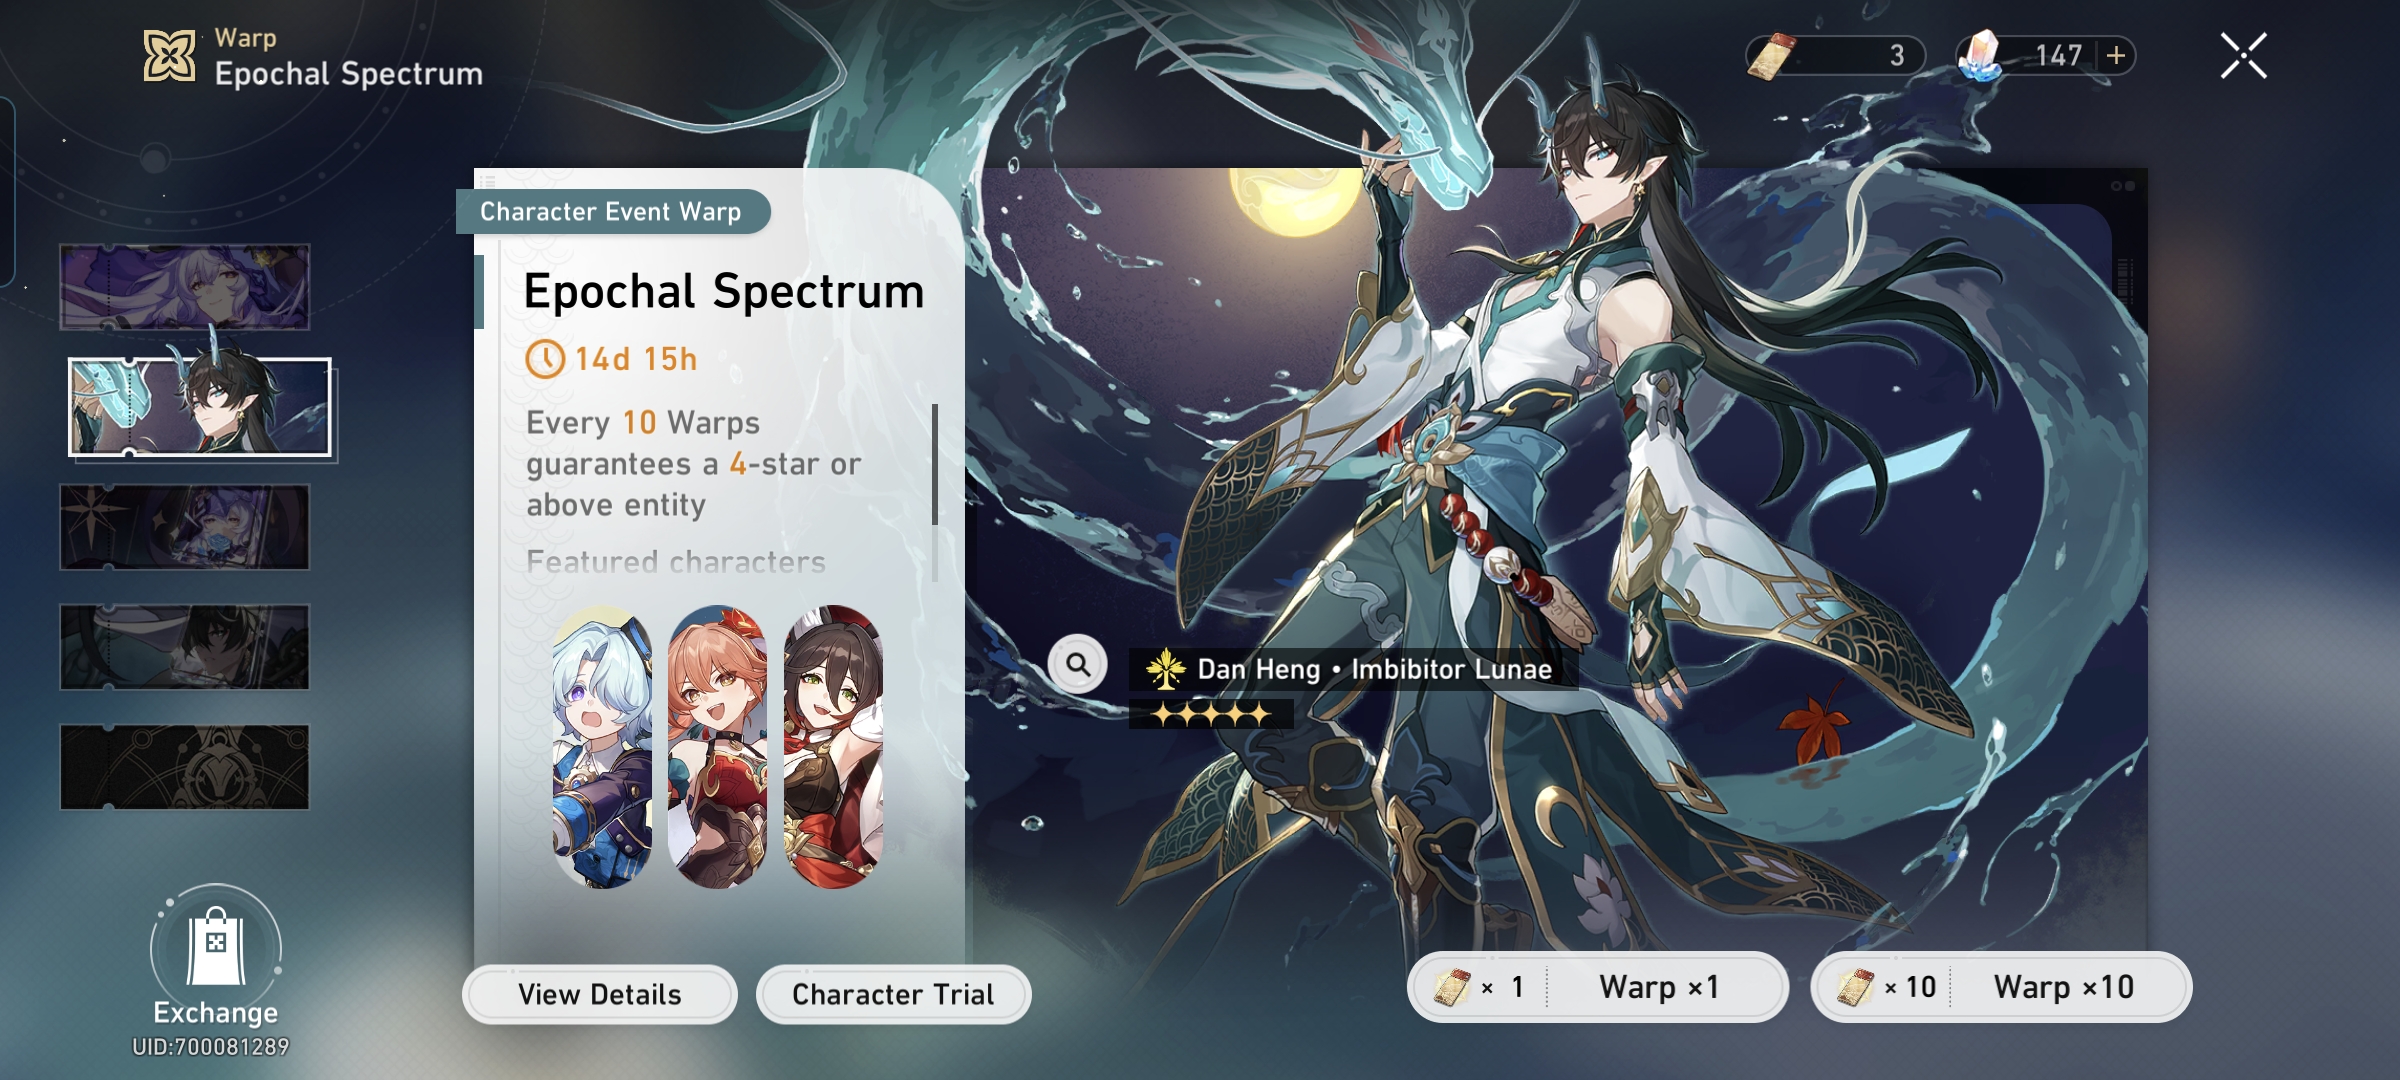 Warp
Epochal Spectrum
3
147
Character Event Warp
Epochal Spectrum
14d 15h
Every 10 Warps
guarantees a 4-star or
above entity
Featured characters
Dan Heng • Imbibitor Lunae
View Details
Character Trial
× 1
Warp ×1
× 10
Warp ×10
Exchange
UID:700081289